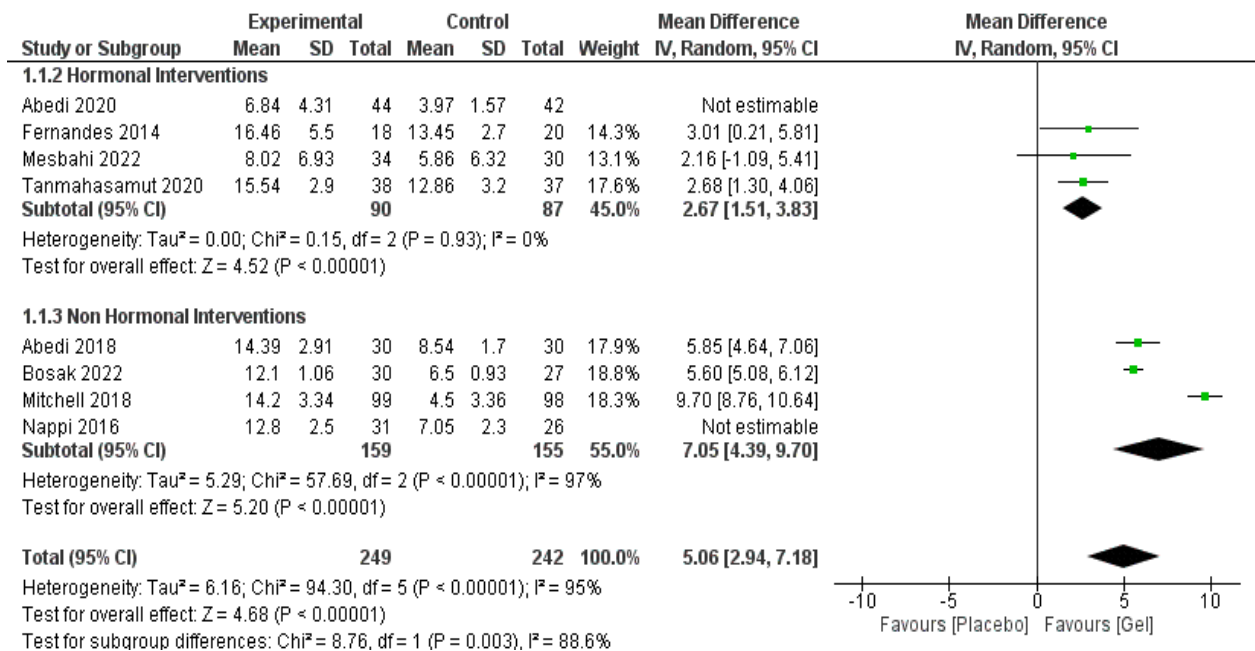 Experimental Control Mean Difference Mean Difference
Study or Subgroup Mean SD Total Mean SD Total Weight IV, Random, 95% CI IV, Random, 95% CI
1.1.2 Hormonal Interventions
Abedi 2020 6.84 4.31 44 3.97 1.57 42 Not estimable
Fernandes 2014 16.46 5.5 18 13.45 2.7 20 14.3% 3.01 [0.21, 5.81]
Mesbahi 2022 8.02 6.93 34 5.86 6.32 30 13.1% 2.16 [-1.09, 5.41]
Tanmahasamut 2020 15.54 2.9 38 12.86 3.2 37 17.6% 2.68 [1.30, 4.06]
Subtotal (95% CI) 90 87 45.0% 2.67 [1.51, 3.83]
Heterogeneity: Tau² = 0.00; Chi² = 0.15, df = 2 (P = 0.93); I² = 0%
Test for overall effect: Z = 4.52 (P < 0.00001)
1.1.3 Non Hormonal Interventions
Abedi 2018 14.39 2.91 30 8.54 1.7 30 17.9% 5.85 [4.64, 7.06]
Bosak 2022 12.1 1.06 30 6.5 0.93 27 18.8% 5.60 [5.08, 6.12]
Mitchell 2018 14.2 3.34 99 4.5 3.36 98 18.3% 9.70 [8.76, 10.64]
Nappi 2016 12.8 2.5 31 7.05 2.3 26 Not estimable
Subtotal (95% CI) 159 155 55.0% 7.05 [4.39, 9.70]
Heterogeneity: Tau² = 5.29; Chi² = 57.69, df = 2 (P < 0.00001); I² = 97%
Test for overall effect: Z = 5.20 (P < 0.00001)
Total (95% CI) 249 242 100.0% 5.06 [2.94, 7.18]
Heterogeneity: Tau² = 6.16; Chi² = 94.30, df = 5 (P < 0.00001); I² = 95%
Test for overall effect: Z = 4.68 (P < 0.00001)
Test for subgroup differences: Chi² = 8.76, df = 1 (P = 0.003), I² = 88.6%
-10 -5 0 5 10
Favours [Placebo] Favours [Gel]